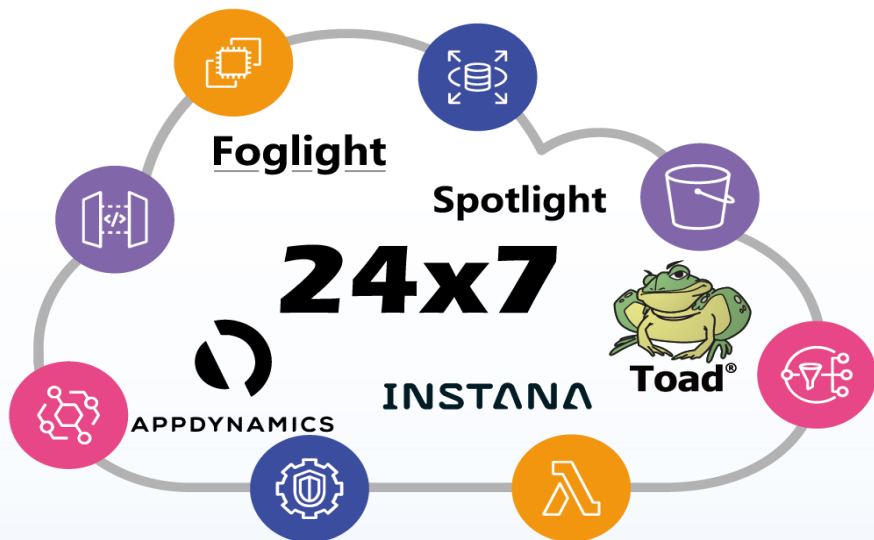 Foglight
Spotlight
24x7
</>
Toad®
INSTANA
APPDYNAMICS